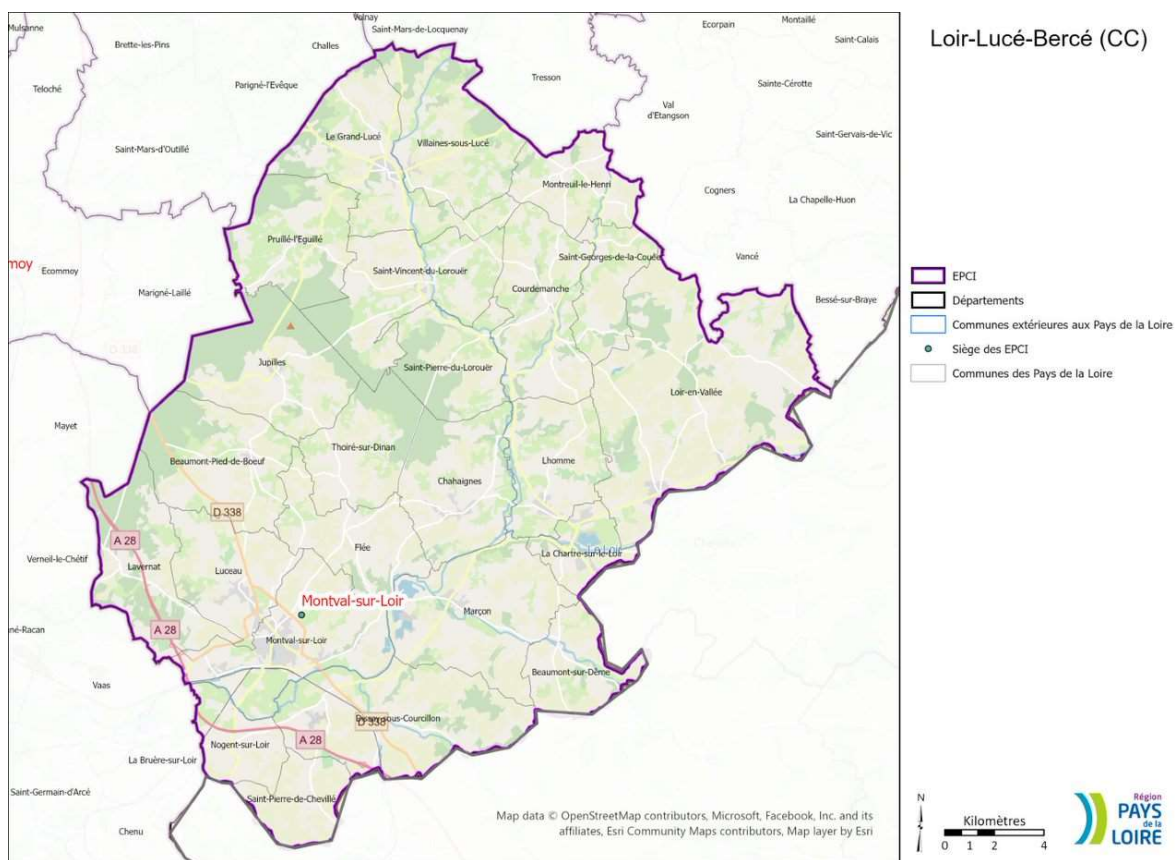 Loir-Lucé-Bercé (CC)
Mulsanne
Brette-les-Pins
Challes
Volnay
Saint-Mars-de-Locquenay
Ecorpain
Montaillé
Saint-Calais
Teloché
Parigné-l'Evêque
Tresson
Sainte-Cérotte
Val
d'Etangson
Saint-Gervais-de-Vic
Saint-Mars-d'Outillé
Le Grand-Lucé
Villaines-sous-Lucé
Montreuil-le-Henri
Cogners
La Chapelle-Huon
Pruillé-l'Eguillé
Saint-Vincent-du-Lorouër
Saint-Georges-de-la-Couée
Vancé
moy
Ecommoy
Marigné-Laillé
Courdemanche
Bessé-sur-Braye
D 338
Jupilles
Saint-Pierre-du-Lorouër
Loir-en-Vallée
Mayet
Beaumont-Pied-de-Boeuf
Thoiré-sur-Dinan
Lhomme
Chahaignes
D 338
A 28
Verneil-le-Chétif
Lavernat
Luceau
Flée
La Chartre-sur-le-Loir
Montval-sur-Loir
Marçon
A 28
né-Racan
Montval-sur-Loir
Vaas
Beaumont-sur-Dême
Dissay-sous-Courcillon
D 338
A 28
Nogent-sur-Loir
La Bruère-sur-Loir
Saint-Germain-d'Arcé
Saint-Pierre-de-Chevillé
Chenu
Map data © OpenStreetMap contributors, Microsoft, Facebook, Inc. and its
affiliates, Esri Community Maps contributors, Map layer by Esri
EPCI
Départements
Communes extérieures aux Pays de la Loire
Siège des EPCI
Communes des Pays de la Loire
N
Kilomètres
0 1 2 4
Région
PAYS
de la
LOIRE